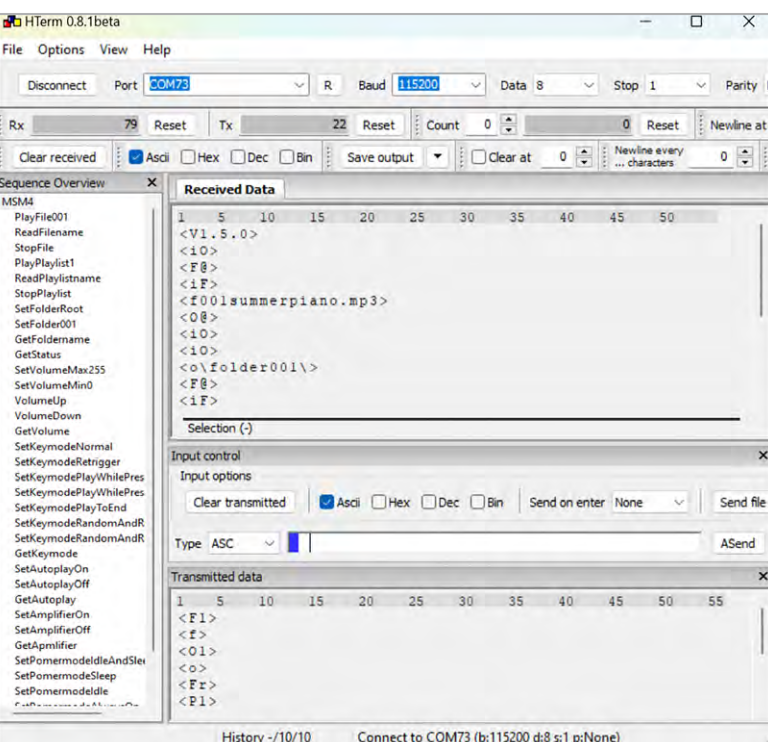 HTerm 0.8.1beta
File Options View Help
Disconnect Port COM73 R Baud 115200 Data 8 Stop 1 Parity
Rx 79 Reset Tx 22 Reset Count 0 0 Reset Newline at
Clear received Ascii Hex Dec Bin Save output Clear at 0 Newline every ... characters 0
Sequence Overview
MSM4
PlayFile001
ReadFilename
StopFile
PlayPlaylist1
ReadPlaylistname
StopPlaylist
SetFolderRoot
SetFolder001
GetFoldername
GetStatus
SetVolumeMax255
SetVolumeMin0
VolumeUp
VolumeDown
GetVolume
SetKeymodeNormal
SetKeymodeRetrigger
SetKeymodePlayWhilePres
SetKeymodePlayWhilePres
SetKeymodePlayToEnd
SetKeymodeRandomAndR
SetKeymodeRandomAndR
GetKeymode
SetAutoplayOn
SetAutoplayOff
GetAutoplay
SetAmplifierOn
SetAmplifierOff
GetApmlifier
SetPomermodeIdleAndSle
SetPomermodeSleep
SetPomermodeIdle
Received Data
1 5 10 15 20 25 30 35 40 45 50
<V1.5.0>
<iO>
<F@>
<iF>
<f001summerpiano.mp3>
<O@>
<iO>
<iO>
<o\folder001\>
<F@>
<iF>
Selection (-)
Input control
Input options
Clear transmitted Ascii Hex Dec Bin Send on enter None Send file
Type ASC ASend
Transmitted data
1 5 10 15 20 25 30 35 40 45 50 55
<F1>
<f>
<O1>
<o>
<Fr>
<P1>
History -/10/10 Connect to COM73 (b:115200 d:8 s:1 p:None)